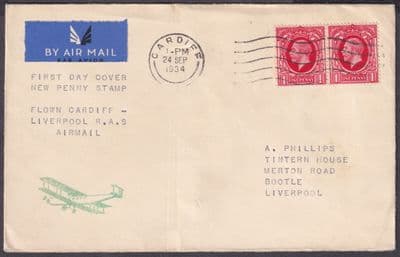 BY AIR MAIL
PAR AVION
CARDIFF
1-PM
24 SEP
1934
FIRST DAY COVER
NEW PENNY STAMP
FLOWN CARDIFF -
LIVERPOOL R.A.S
AIRMAIL
A. PHILLIPS
TINTERN HOUSE
MERTON ROAD
BOOTLE
LIVERPOOL